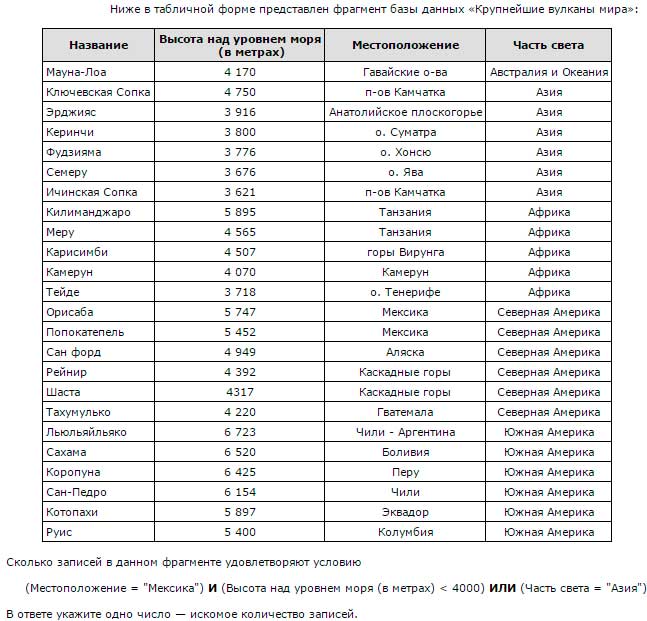 Ниже в табличной форме представлен фрагмент базы данных «Крупнейшие вулканы мира»:
Название Высота над уровнем моря (в метрах) Местоположение Часть света
Мауна-Лоа 4 170 Гавайские о-ва Австралия и Океания
Ключевская Сопка 4 750 п-ов Камчатка Азия
Эрджияс 3 916 Анатолийское плоскогорье Азия
Керинчи 3 800 о. Суматра Азия
Фудзияма 3 776 о. Хонсю Азия
Семеру 3 676 о. Ява Азия
Ичинская Сопка 3 621 п-ов Камчатка Азия
Килиманджаро 5 895 Танзания Африка
Меру 4 565 Танзания Африка
Карисимби 4 507 горы Вирунга Африка
Камерун 4 070 Камерун Африка
Тейде 3 718 о. Тенерифе Африка
Орисаба 5 747 Мексика Северная Америка
Попокатепель 5 452 Мексика Северная Америка
Сан форд 4 949 Аляска Северная Америка
Рейнир 4 392 Каскадные горы Северная Америка
Шаста 4317 Каскадные горы Северная Америка
Тахумулько 4 220 Гватемала Северная Америка
Льюльяйльяко 6 723 Чили - Аргентина Южная Америка
Сахама 6 520 Боливия Южная Америка
Коропуна 6 425 Перу Южная Америка
Сан-Педро 6 154 Чили Южная Америка
Котопахи 5 897 Эквадор Южная Америка
Руис 5 400 Колумбия Южная Америка
Сколько записей в данном фрагменте удовлетворяют условию
(Местоположение = "Мексика") И (Высота над уровнем моря (в метрах) < 4000) ИЛИ (Часть света = "Азия")
В ответе укажите одно число — искомое количество записей.